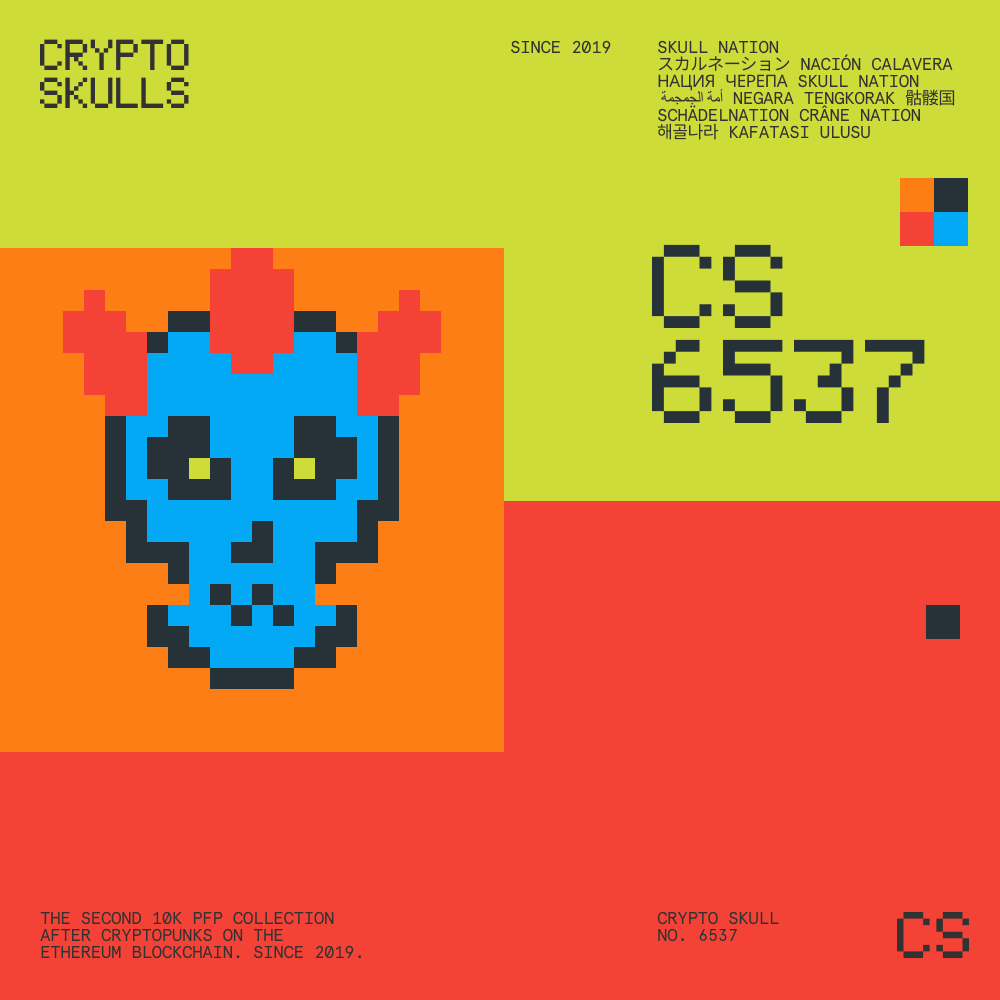 CRYPTO
SKULLS
SINCE 2019
SKULL NATION
スカルネーション NACIÓN CALAVERA
НАЦИЯ ЧЕРЕПА SKULL NATION
أمة الجمجمة NEGARA TENGKORAK 骷髅国
SCHÄDELNATION CRÂNE NATION
해골나라 KAFATASI ULUSU
CS
6537
THE SECOND 10K PFP COLLECTION
AFTER CRYPTOPUNKS ON THE
ETHEREUM BLOCKCHAIN. SINCE 2019.
CRYPTO SKULL
NO. 6537
CS